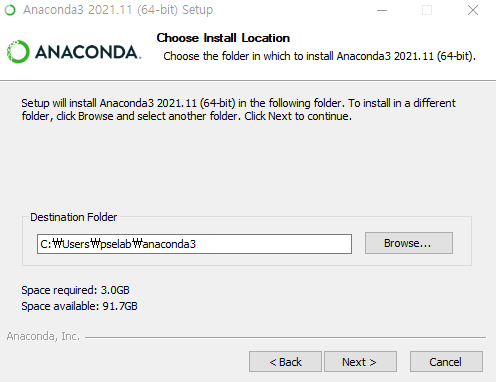 Anaconda3 2021.11 (64-bit) Setup
ANACONDA.
Choose Install Location
Choose the folder in which to install Anaconda3 2021.11 (64-bit).
Setup will install Anaconda3 2021.11 (64-bit) in the following folder. To install in a different
folder, click Browse and select another folder. Click Next to continue.
Destination Folder
C:₩Users₩pselab₩anaconda3
Browse...
Space required: 3.0GB
Space available: 91.7GB
Anaconda, Inc.
< Back
Next >
Cancel